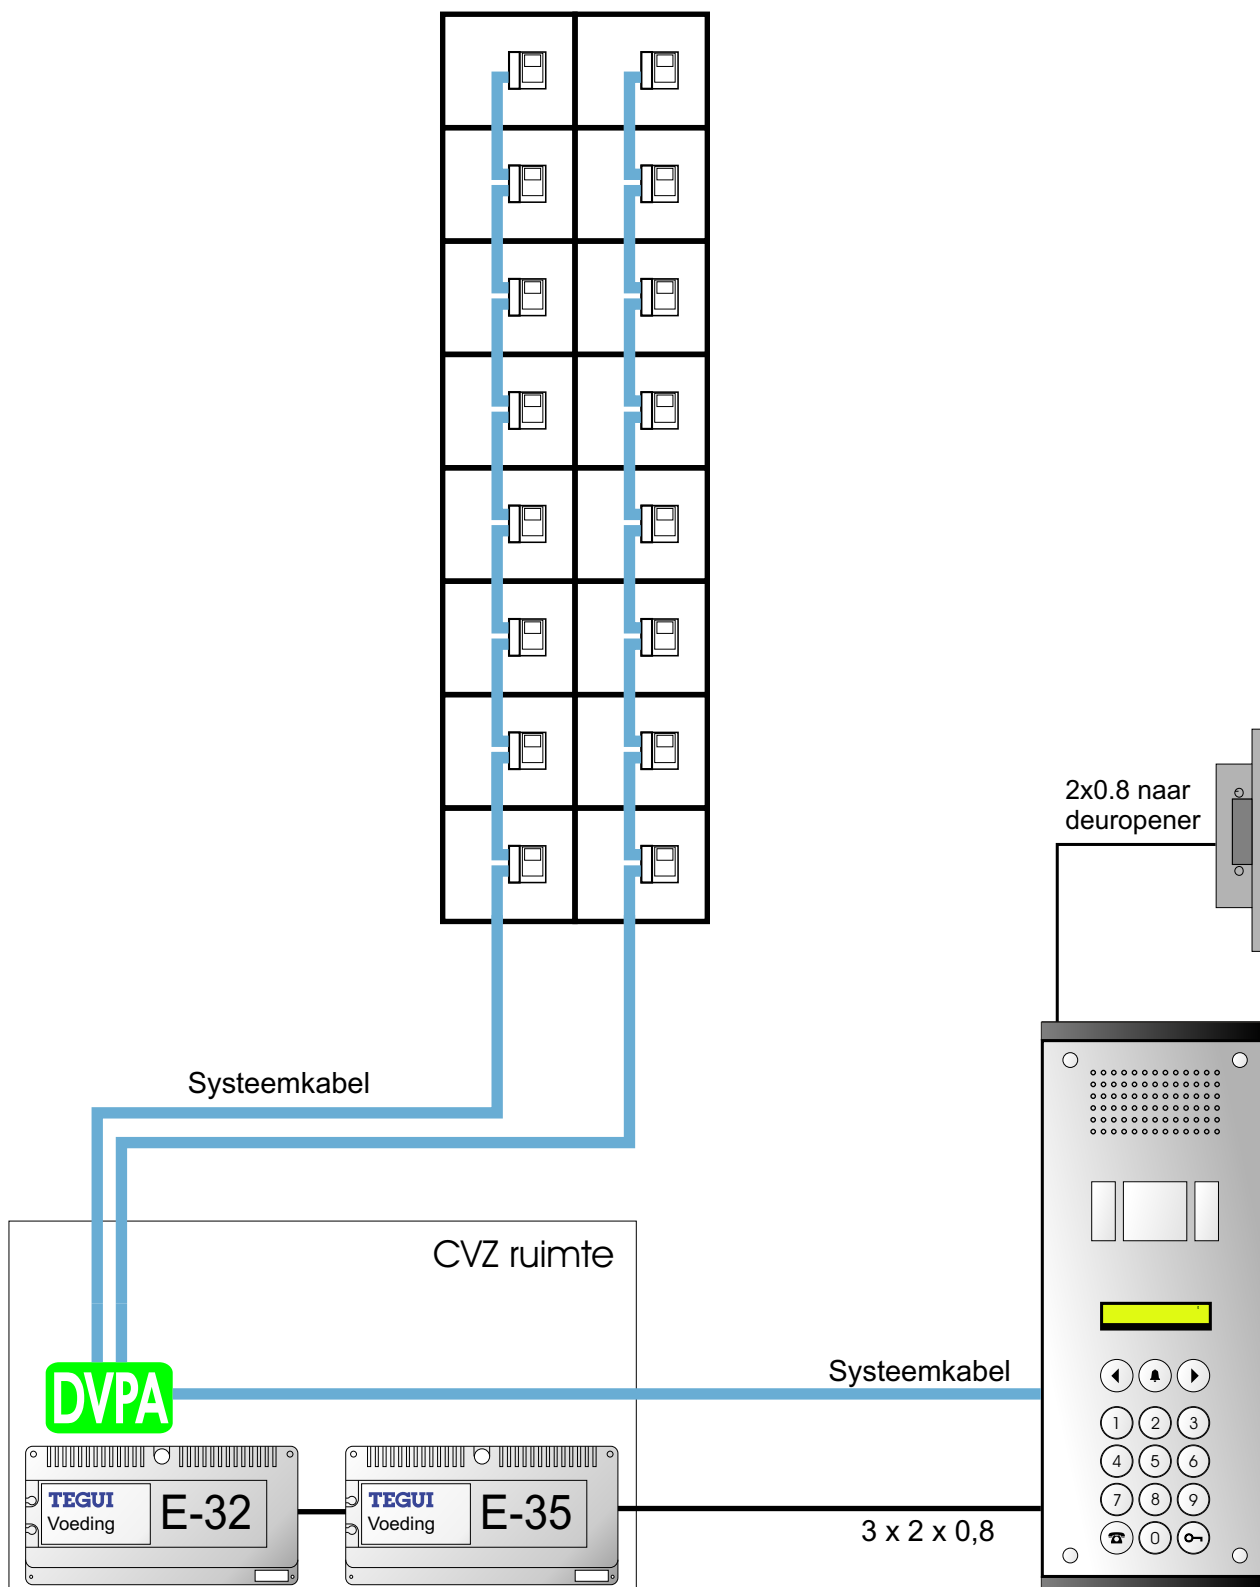 2x0.8 naar
deuropener
Systeemkabel
CVZ ruimte
Systeemkabel
DVPA
TEGUI
Voeding
E-32
TEGUI
Voeding
E-35
3 x 2 x 0,8
1 2 3
4 5 6
7 8 9
0